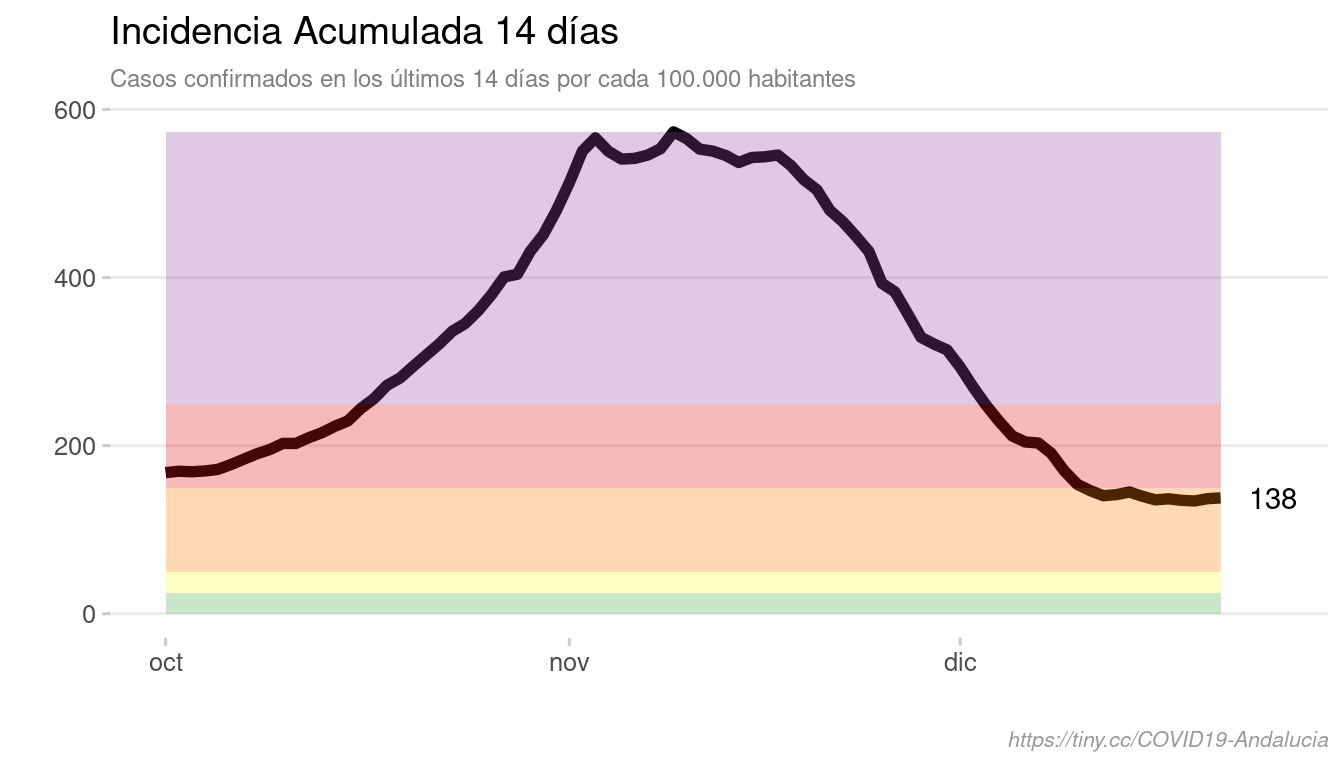 Incidencia Acumulada 14 días
Casos confirmados en los últimos 14 días por cada 100.000 habitantes
600
400
200
0
138
oct nov dic
https://tiny.cc/COVID19-Andalucia